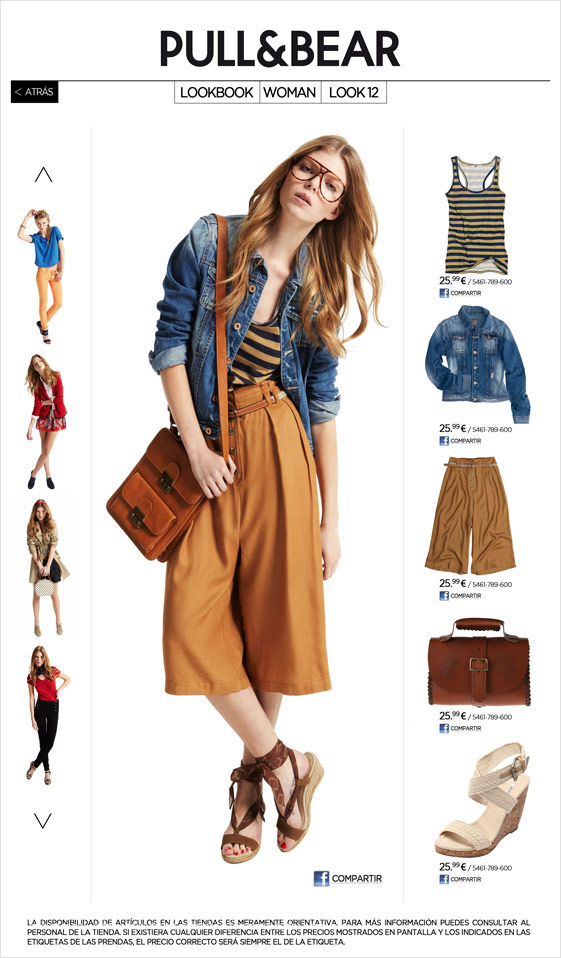 PULL&BEAR
< ATRÁS
LOOKBOOK WOMAN LOOK 12
25.99 € / 5461-789-600
f COMPARTIR
25.99 € / 5461-789-600
f COMPARTIR
25.99 € / 5461-789-600
f COMPARTIR
25.99 € / 5461-789-600
f COMPARTIR
25.99 € / 5461-789-600
f COMPARTIR
f COMPARTIR
LA DISPONIBILIDAD DE ARTÍCULOS EN LAS TIENDAS ES MERAMENTE ORIENTATIVA. PARA MÁS INFORMACIÓN PUEDES CONSULTAR AL
PERSONAL DE LA TIENDA. SI EXISTIERA CUALQUIER DIFERENCIA ENTRE LOS PRECIOS MOSTRADOS EN PANTALLA Y LOS INDICADOS EN LAS
ETIQUETAS DE LAS PRENDAS, EL PRECIO CORRECTO SERÁ SIEMPRE EL DE LA ETIQUETA.